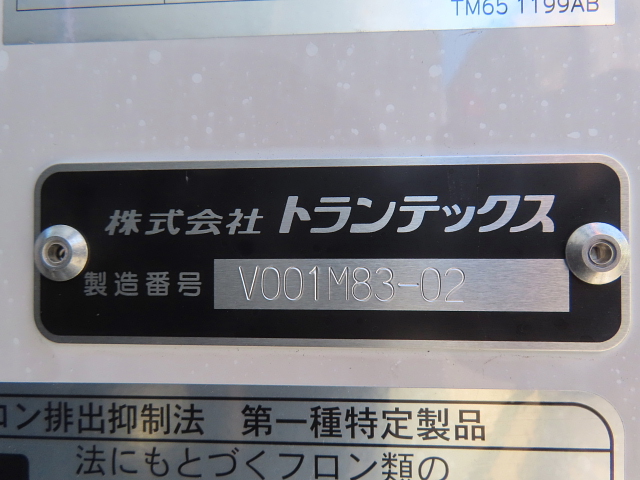 TM65 1199AB
株式会社 トランテックス
製造番号 V001M83-02
ロン排出抑制法 第一種特定製品
法にもとづくフロン類の